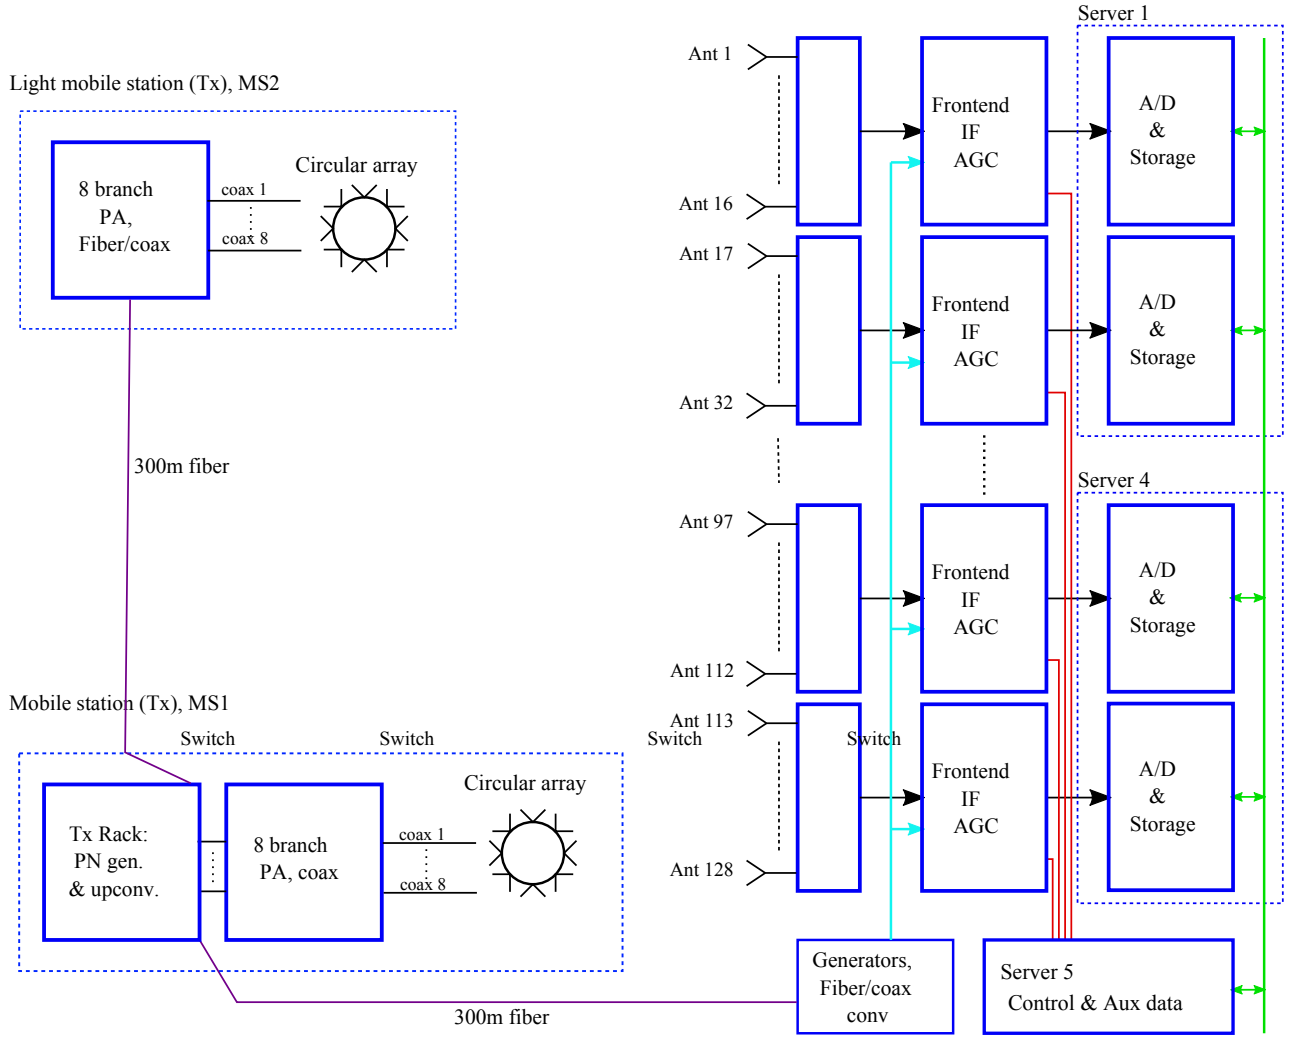 Server 1
Ant 1
Frontend
IF
AGC
A/D
&
Storage
Ant 16
Light mobile station (Tx), MS2
8 branch
PA,
Fiber/coax
coax 1
coax 8
Circular array
Ant 17
Frontend
IF
AGC
A/D
&
Storage
Ant 32
300m fiber
Server 4
Ant 97
Frontend
IF
AGC
A/D
&
Storage
Ant 112
Mobile station (Tx), MS1
Switch
Switch
Switch
Switch
Ant 113
Frontend
IF
AGC
A/D
&
Storage
Ant 128
Tx Rack:
PN gen.
& upconv.
8 branch
PA, coax
coax 1
coax 8
Circular array
300m fiber
Generators,
Fiber/coax
conv
Server 5
Control & Aux data